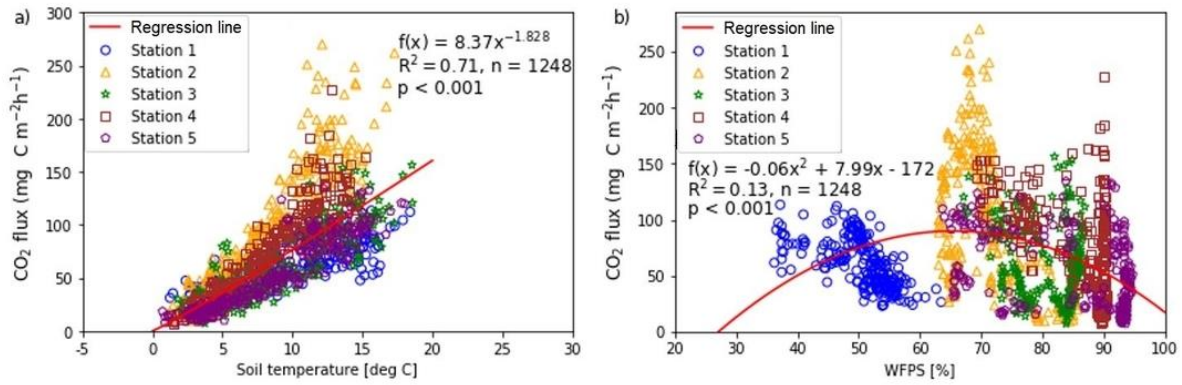 a)
300
250
200
150
100
50
0
CO₂ flux (mg C m⁻²h⁻¹)
Regression line
Station 1
Station 2
Station 3
Station 4
Station 5
f(x) = 8.37x⁻¹·⁸²⁸
R² = 0.71, n = 1248
p < 0.001
-5 0 5 10 15 20 25 30
Soil temperature [deg C]
b)
250
200
150
100
50
0
CO₂ flux (mg C m⁻²h⁻¹)
Regression line
Station 1
Station 2
Station 3
Station 4
Station 5
f(x) = -0.06x² + 7.99x - 172
R² = 0.13, n = 1248
p < 0.001
20 30 40 50 60 70 80 90 100
WFPS [%]